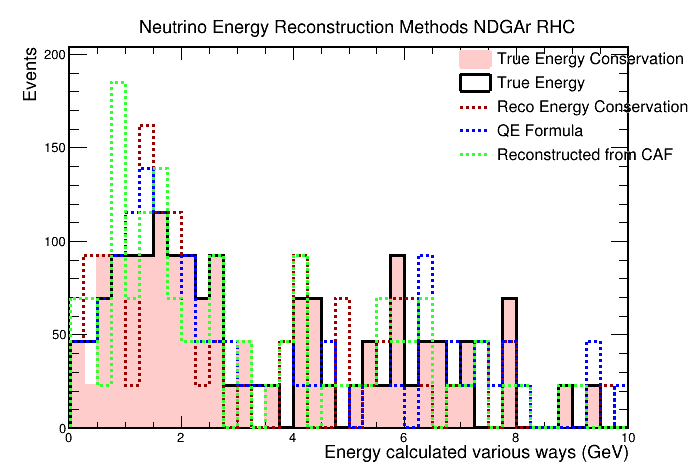 Neutrino Energy Reconstruction Methods NDGAr RHC
Events
200
150
100
50
0
True Energy Conservation
True Energy
Reco Energy Conservation
QE Formula
Reconstructed from CAF
0 2 4 6 8 10
Energy calculated various ways (GeV)